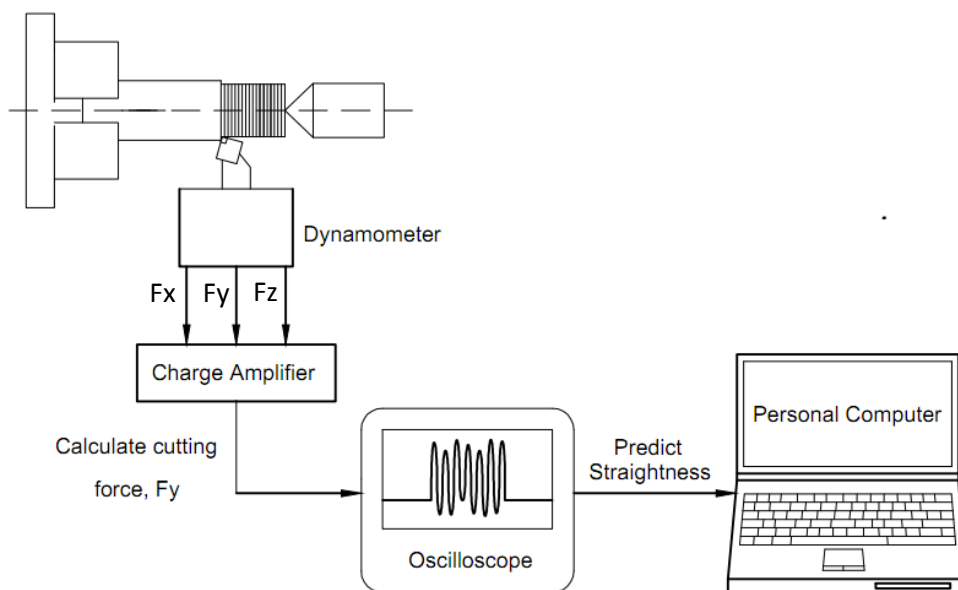 Dynamometer
Fx Fy Fz
Charge Amplifier
Calculate cutting
force, Fy
Oscilloscope
Predict
Straightness
Personal Computer